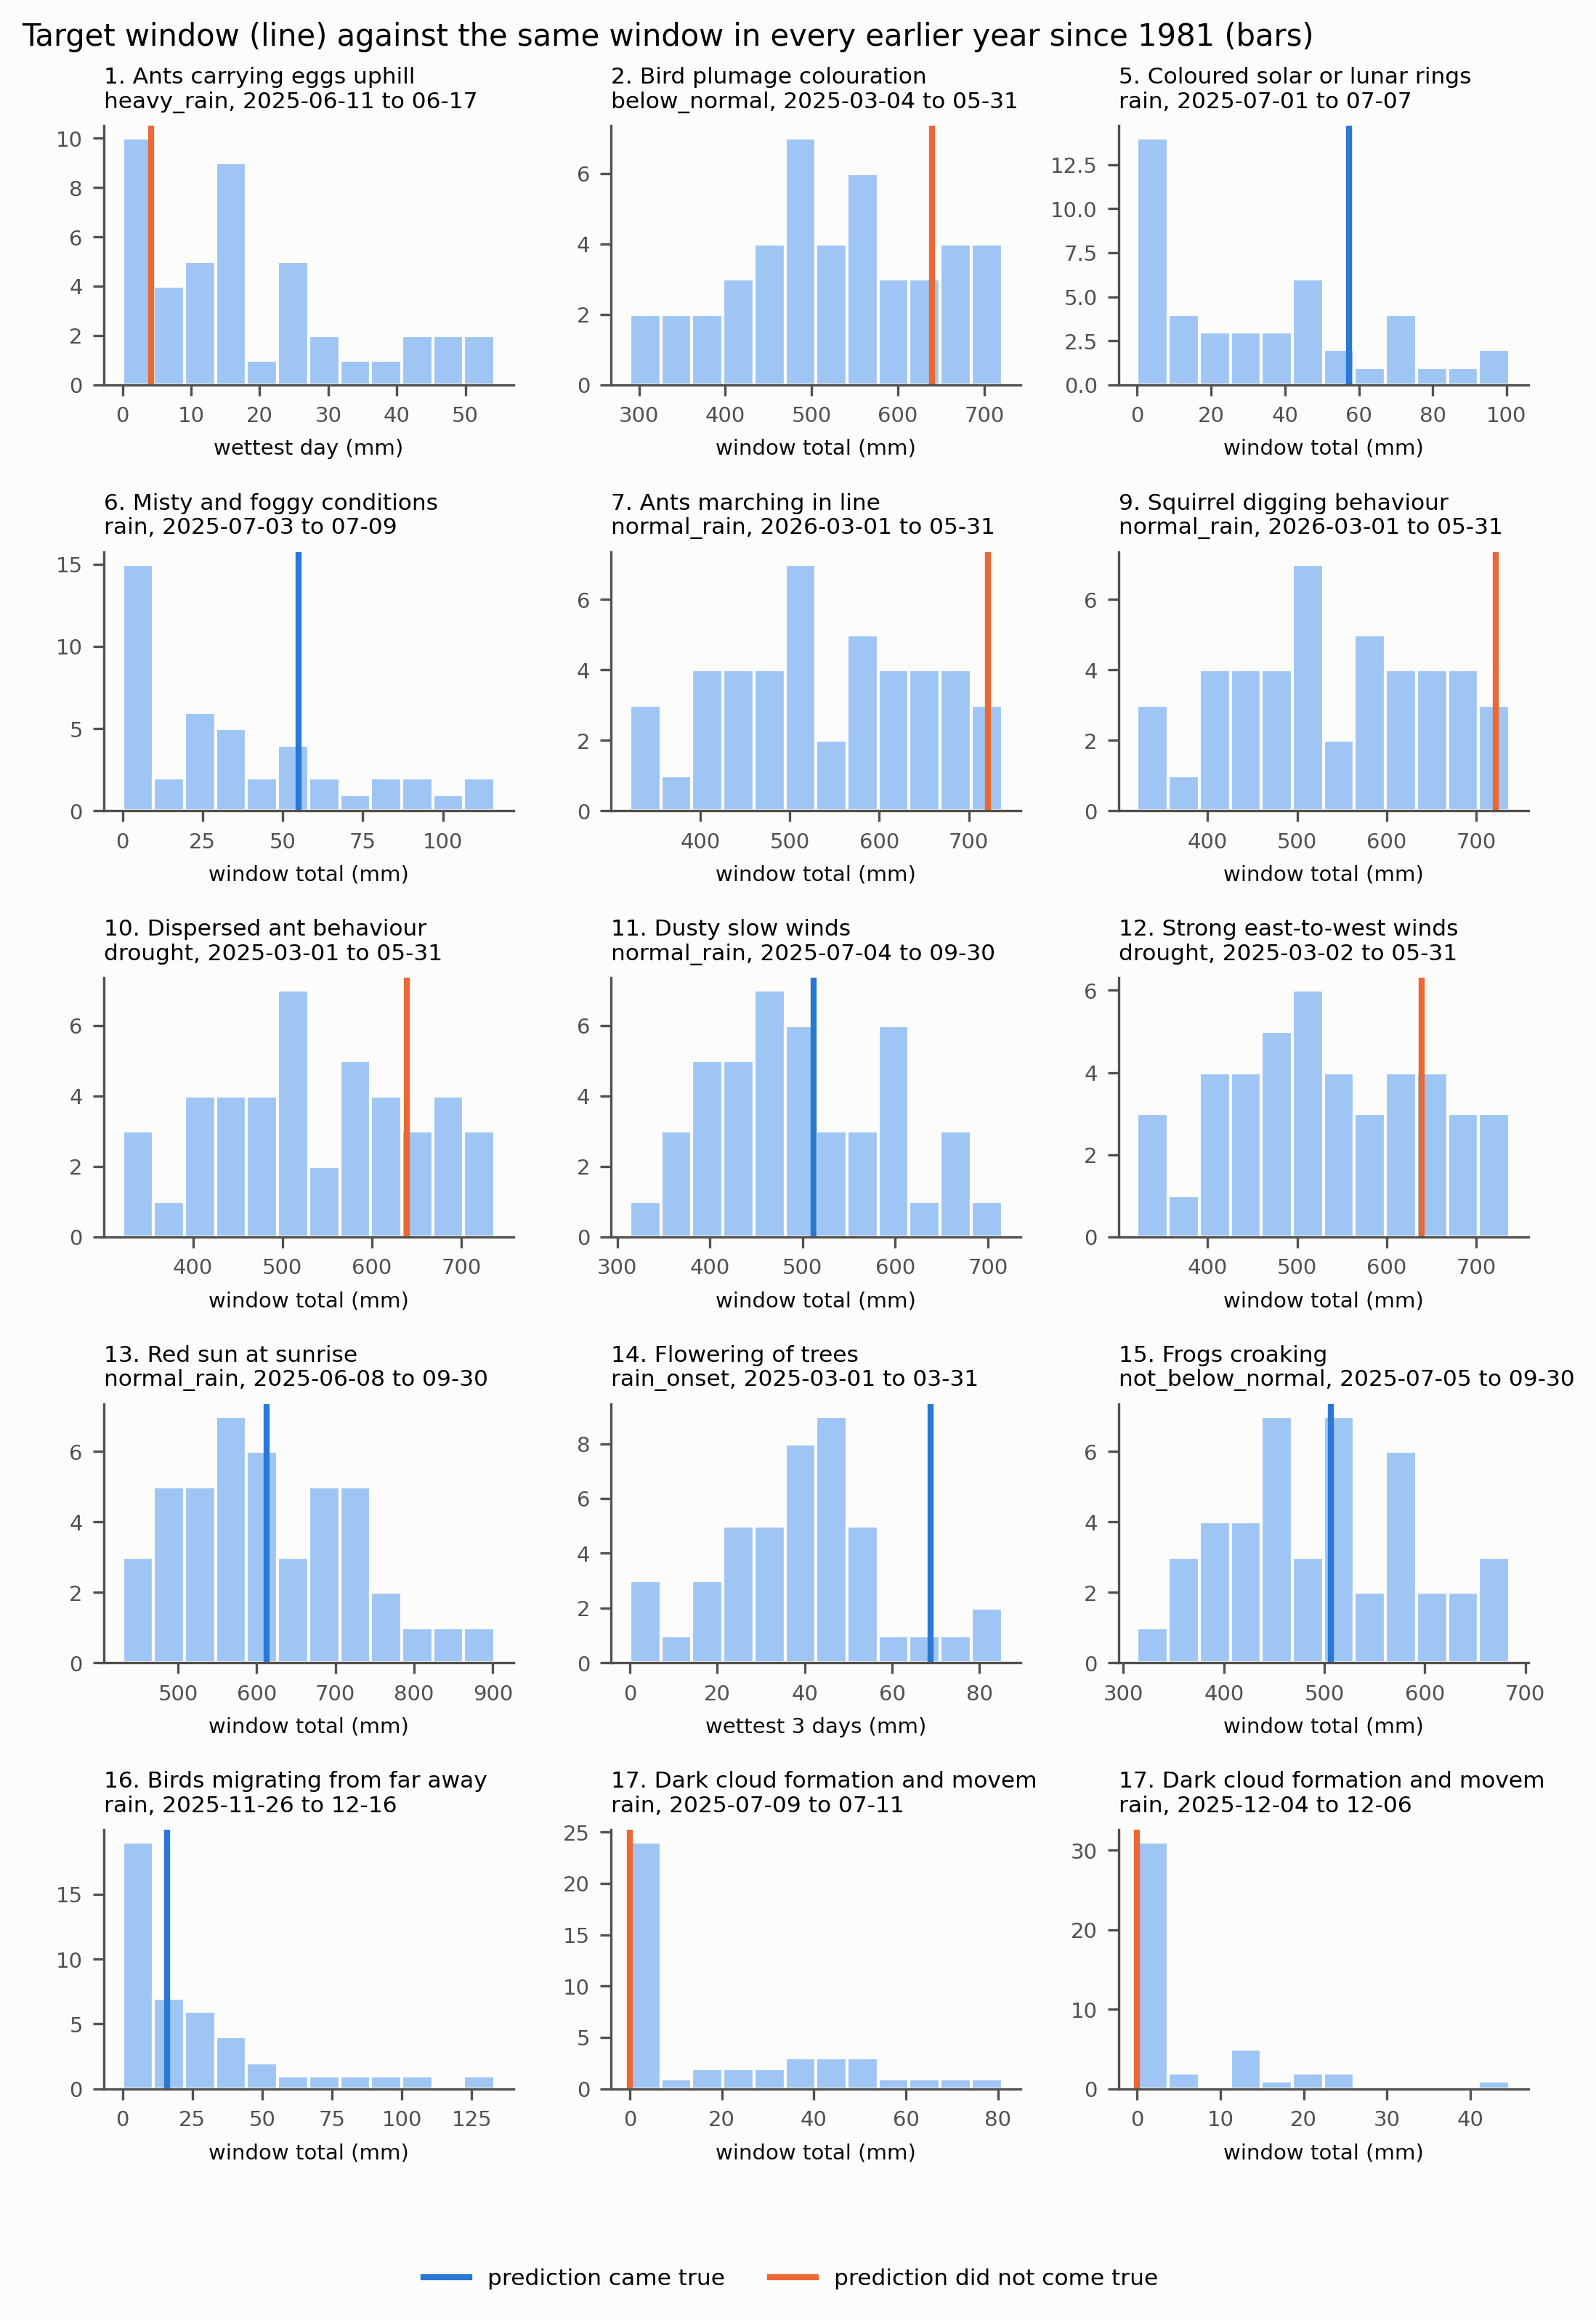 Target window (line) against the same window in every earlier year since 1981 (bars)
1. Ants carrying eggs uphill
heavy_rain, 2025-06-11 to 06-17
10
8
6
4
2
0
0 10 20 30 40 50
wettest day (mm)
2. Bird plumage colouration
below_normal, 2025-03-04 to 05-31
6
4
2
0
300 400 500 600 700
window total (mm)
5. Coloured solar or lunar rings
rain, 2025-07-01 to 07-07
12.5
10.0
7.5
5.0
2.5
0.0
0 20 40 60 80 100
window total (mm)
6. Misty and foggy conditions
rain, 2025-07-03 to 07-09
15
10
5
0
0 25 50 75 100
window total (mm)
7. Ants marching in line
normal_rain, 2026-03-01 to 05-31
6
4
2
0
400 500 600 700
window total (mm)
9. Squirrel digging behaviour
normal_rain, 2026-03-01 to 05-31
6
4
2
0
400 500 600 700
window total (mm)
10. Dispersed ant behaviour
drought, 2025-03-01 to 05-31
6
4
2
0
400 500 600 700
window total (mm)
11. Dusty slow winds
normal_rain, 2025-07-04 to 09-30
6
4
2
0
300 400 500 600 700
window total (mm)
12. Strong east-to-west winds
drought, 2025-03-02 to 05-31
6
4
2
0
400 500 600 700
window total (mm)
13. Red sun at sunrise
normal_rain, 2025-06-08 to 09-30
6
4
2
0
500 600 700 800 900
window total (mm)
14. Flowering of trees
rain_onset, 2025-03-01 to 03-31
8
6
4
2
0
0 20 40 60 80
wettest 3 days (mm)
15. Frogs croaking
not_below_normal, 2025-07-05 to 09-30
6
4
2
0
300 400 500 600 700
window total (mm)
16. Birds migrating from far away
rain, 2025-11-26 to 12-16
15
10
5
0
0 25 50 75 100 125
window total (mm)
17. Dark cloud formation and movem
rain, 2025-07-09 to 07-11
25
20
15
10
5
0
0 20 40 60 80
window total (mm)
17. Dark cloud formation and movem
rain, 2025-12-04 to 12-06
30
20
10
0
0 10 20 30 40
window total (mm)
prediction came true
prediction did not come true